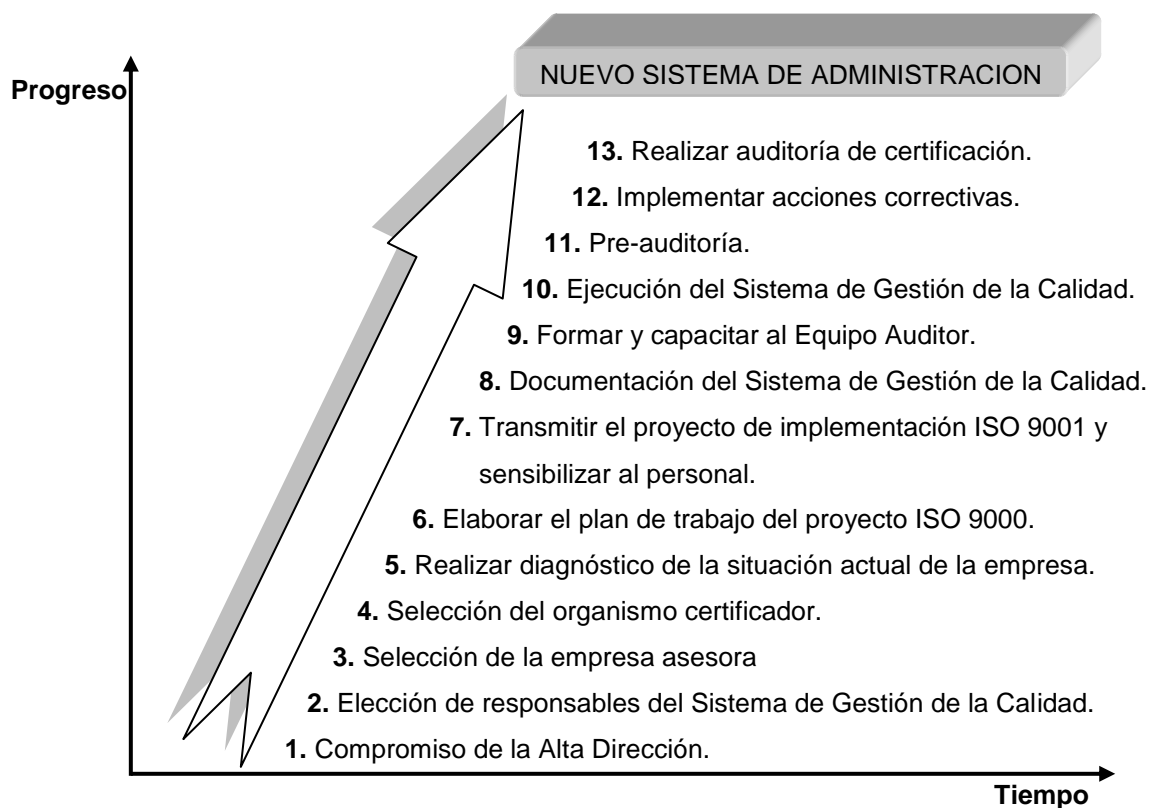 NUEVO SISTEMA DE ADMINISTRACION
Progreso
13. Realizar auditoría de certificación.
12. Implementar acciones correctivas.
11. Pre-auditoría.
10. Ejecución del Sistema de Gestión de la Calidad.
9. Formar y capacitar al Equipo Auditor.
8. Documentación del Sistema de Gestión de la Calidad.
7. Transmitir el proyecto de implementación ISO 9001 y
sensibilizar al personal.
6. Elaborar el plan de trabajo del proyecto ISO 9000.
5. Realizar diagnóstico de la situación actual de la empresa.
4. Selección del organismo certificador.
3. Selección de la empresa asesora
2. Elección de responsables del Sistema de Gestión de la Calidad.
1. Compromiso de la Alta Dirección.
Tiempo